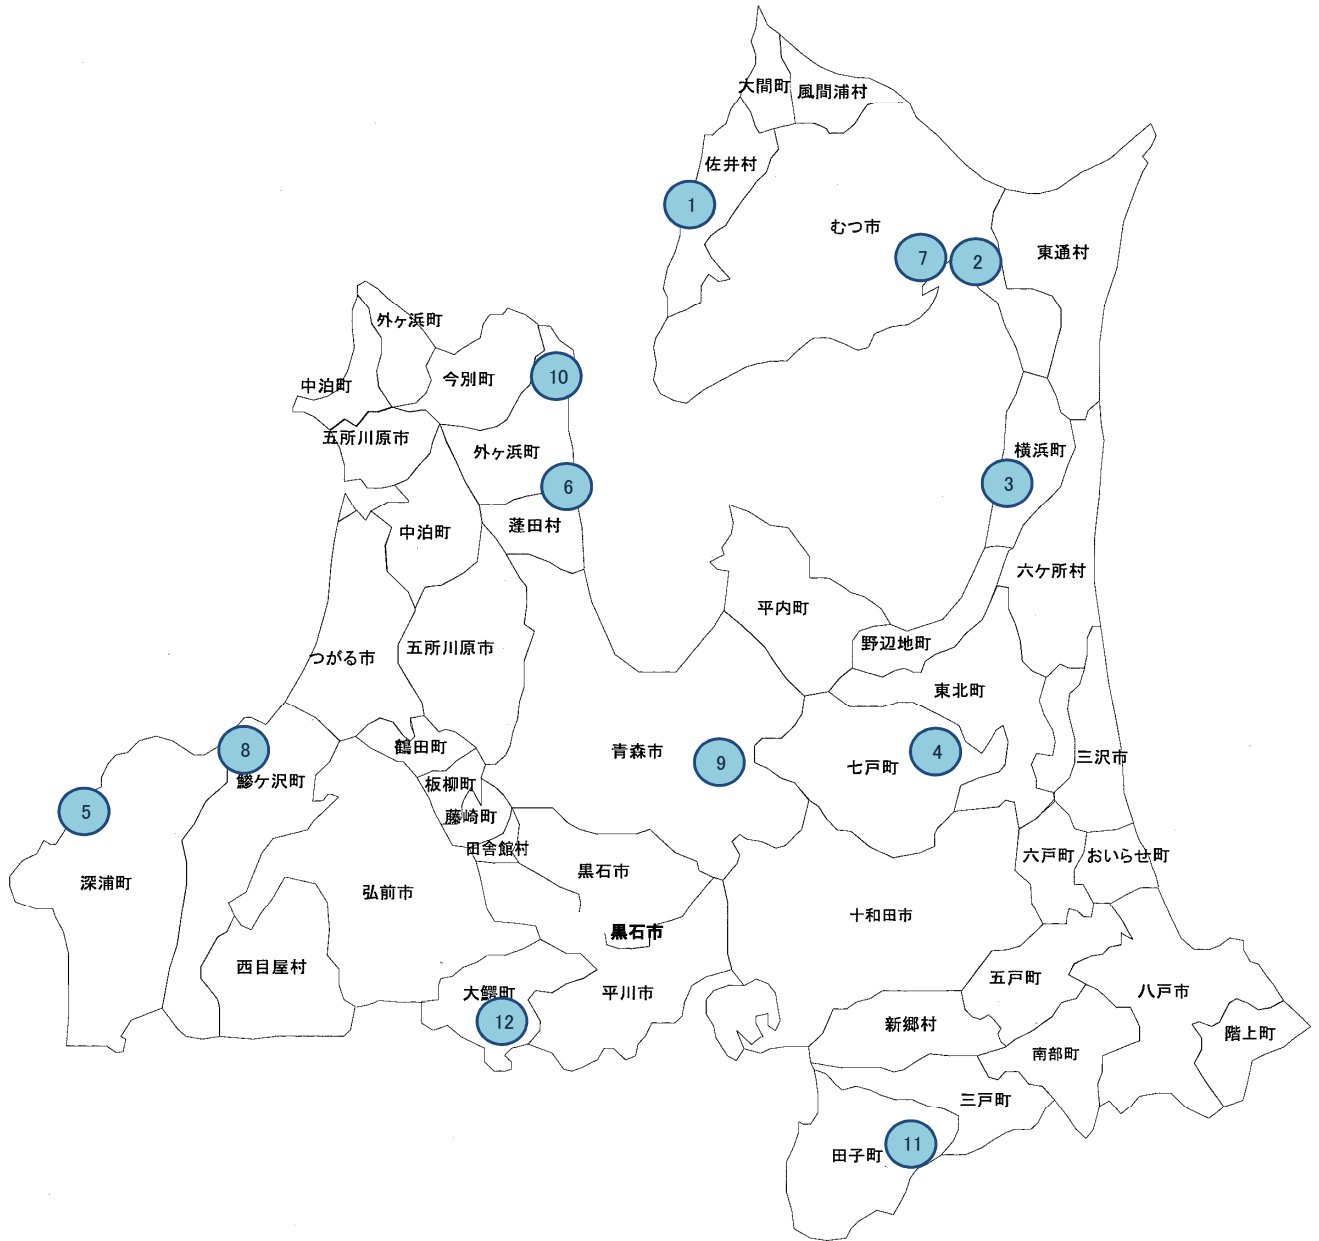 大間町
風間浦村
佐井村
1
むつ市
7
2
東通村
外ヶ浜町
中泊町
今別町
10
五所川原市
外ヶ浜町
横浜町
6
3
蓬田村
中泊町
六ケ所村
平内町
野辺地町
つがる市
五所川原市
東北町
鶴田町
8
鰺ケ沢町
青森市
9
七戸町
4
三沢市
板柳町
5
藤崎町
田舎館村
六戸町
おいらせ町
深浦町
弘前市
黒石市
十和田市
黒石市
西目屋村
大鰐町
12
平川市
五戸町
八戸市
新郷村
南部町
階上町
三戸町
田子町
11